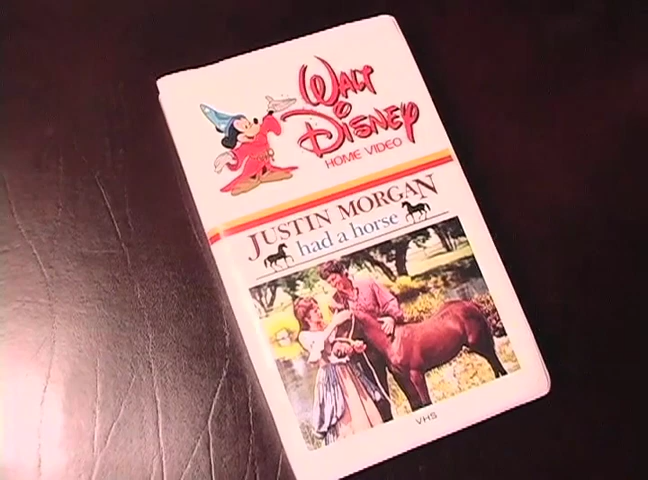 WALT
DISNEY
HOME VIDEO
JUSTIN MORGAN
had a horse
VHS